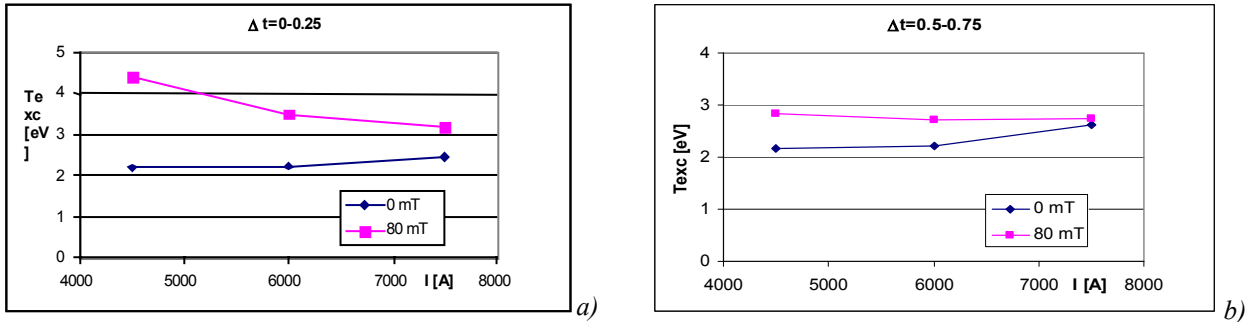 Δ t=0-0.25
5
4
3
2
1
0
Te
xc
[eV
]
0 mT
80 mT
4000 5000 6000 7000 I [A] 8000
a)
Δt=0.5-0.75
4
3
2
1
0
Texc [eV]
0 mT
80 mT
4000 5000 6000 7000 I [A] 8000
b)